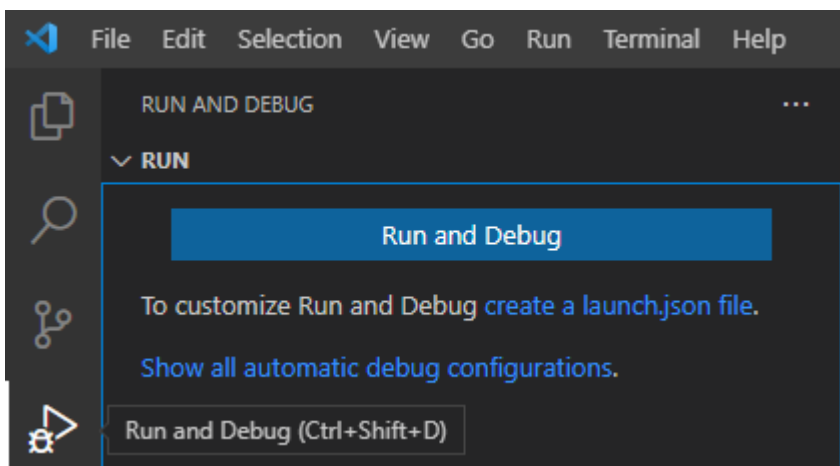 File Edit Selection View Go Run Terminal Help
RUN AND DEBUG
RUN
Run and Debug
To customize Run and Debug create a launch.json file.
Show all automatic debug configurations.
Run and Debug (Ctrl+Shift+D)